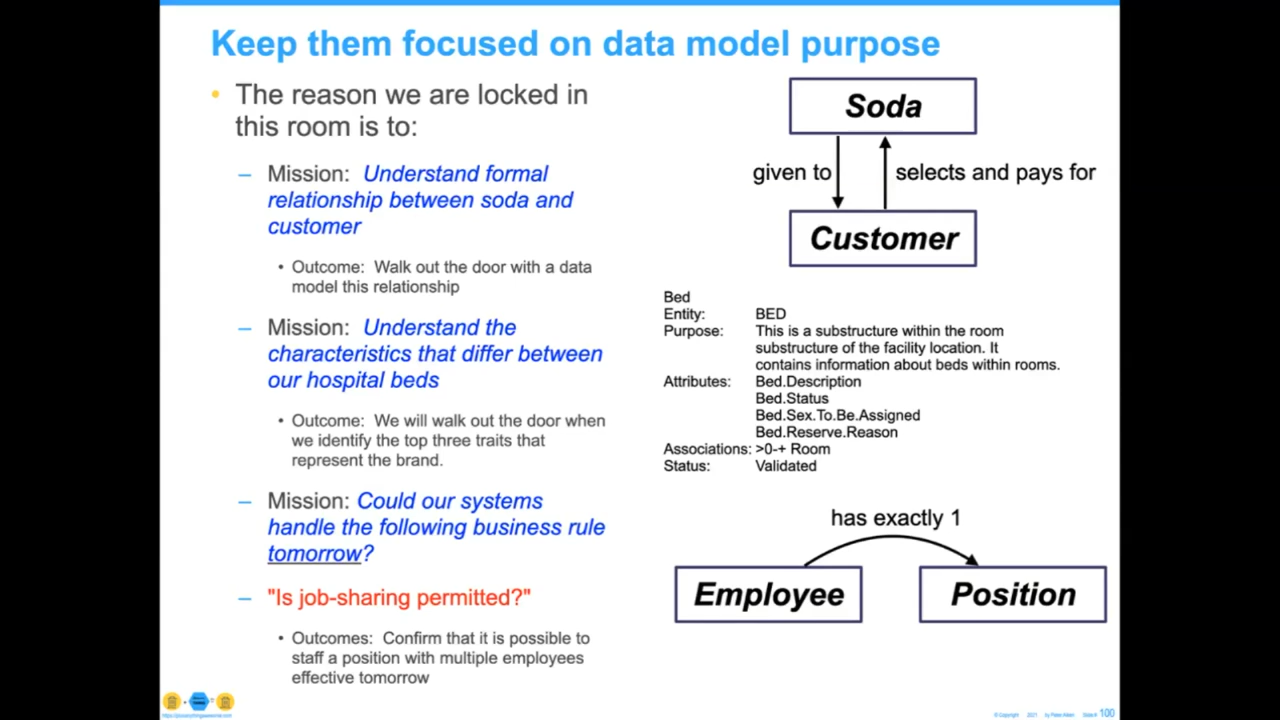 Keep them focused on data model purpose
• The reason we are locked in
this room is to:
– Mission: Understand formal
relationship between soda and
customer
• Outcome: Walk out the door with a data
model this relationship
– Mission: Understand the
characteristics that differ between
our hospital beds
• Outcome: We will walk out the door when
we identify the top three traits that
represent the brand.
– Mission: Could our systems
handle the following business rule
tomorrow?
– "Is job-sharing permitted?"
• Outcomes: Confirm that it is possible to
staff a position with multiple employees
effective tomorrow
Soda
given to
selects and pays for
Customer
Bed
Entity: BED
Purpose: This is a substructure within the room
substructure of the facility location. It
contains information about beds within rooms.
Attributes: Bed.Description
Bed.Status
Bed.Sex.To.Be.Assigned
Bed.Reserve.Reason
Associations: >0-+ Room
Status: Validated
has exactly 1
Employee
Position
© Copyright 2021 by Peter Aiken Slide # 100